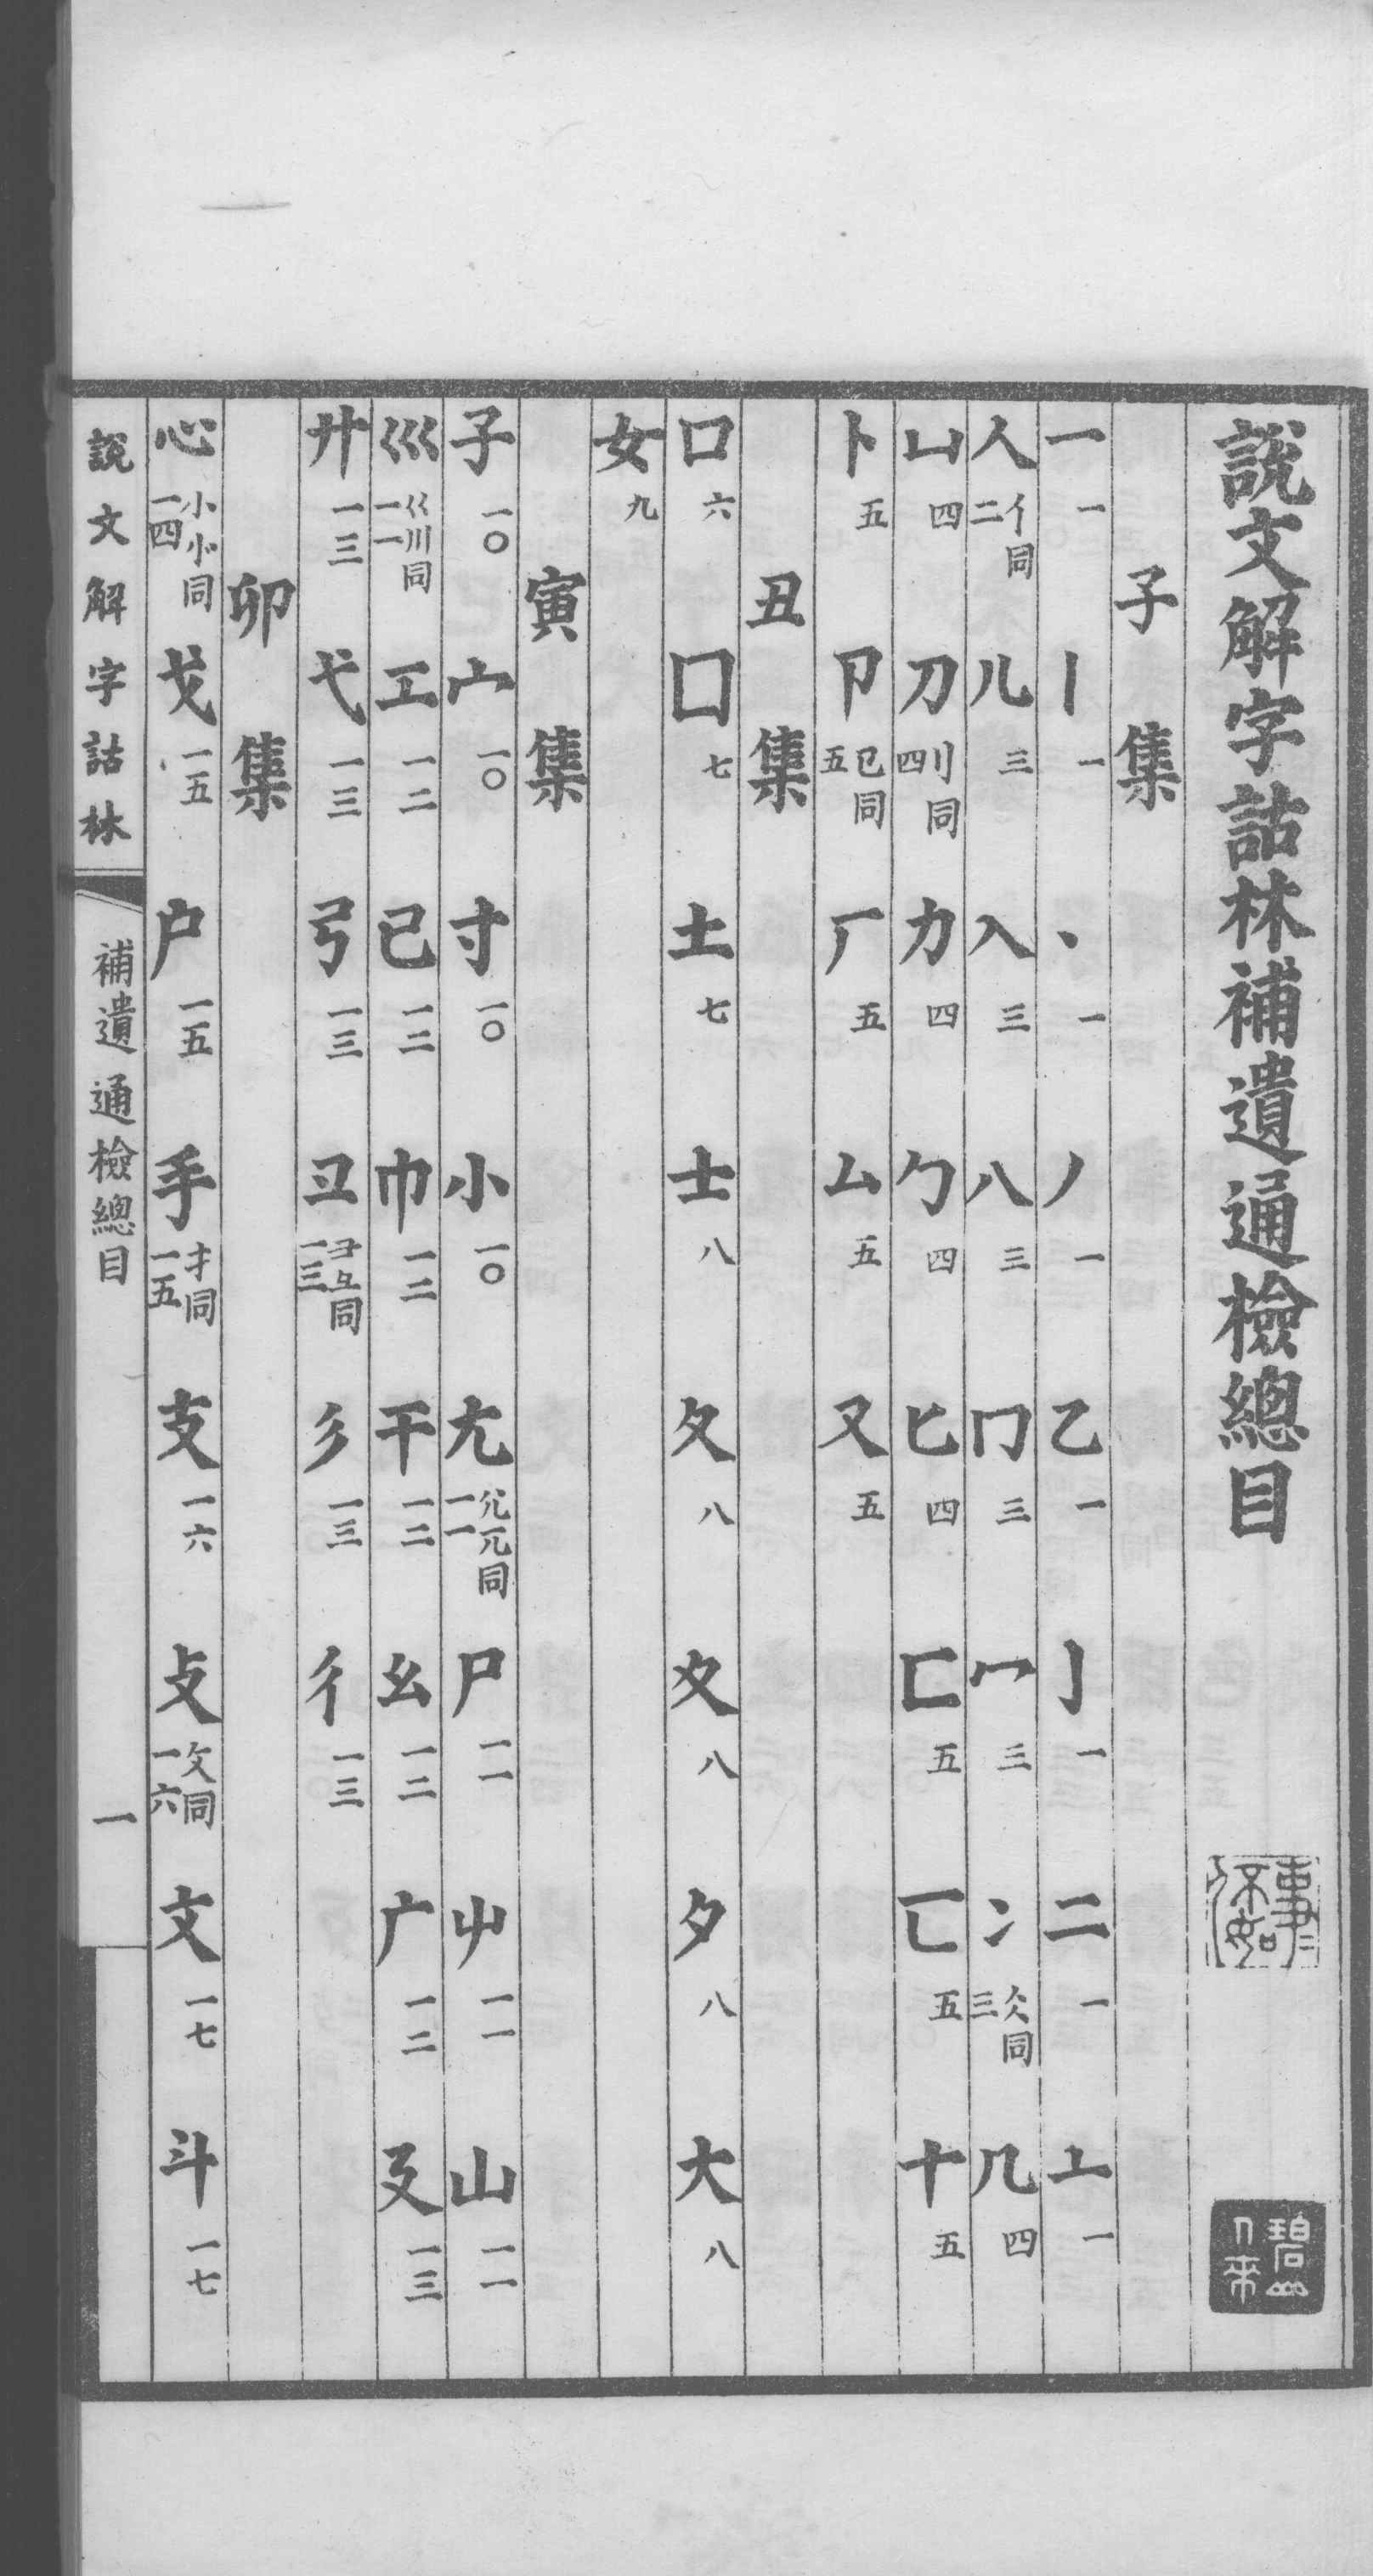 說文解字詁林補遺通檢總目
子集
一 一 丨 一 丶 一 丿 一 乙 一 亅 一 二 一 亠 一
人 亻同 二 儿 三 入 三 八 三 冂 三 冖 三 冫 仌同 三 几 四
凵 四 刀 刂同 四 力 四 勹 四 匕 四 匚 五 匸 五 十 五
卜 五 卩 㔾同 五 厂 五 厶 五 又 五
丑集
口 六 囗 七 土 七 士 八 夂 八 夊 八 夕 八 大 八
女 九
寅集
子 一〇 宀 一〇 寸 一〇 小 一〇 尢 尣兀同 一一 尸 一一 屮 一一 山 一一
巛 巜川同 一一 工 一二 己 一二 巾 一二 干 一二 幺 一二 广 一二 廴 一三
廾 一三 弋 一三 弓 一三 彐 彑同 一三 彡 一三 彳 一三
卯集
心 忄㣺同 一四 戈 一五 户 一五 手 扌同 一五 支 一六 攴 攵同 一六 文 一七 斗 一七
說文解字詁林 補遺通檢總目 一